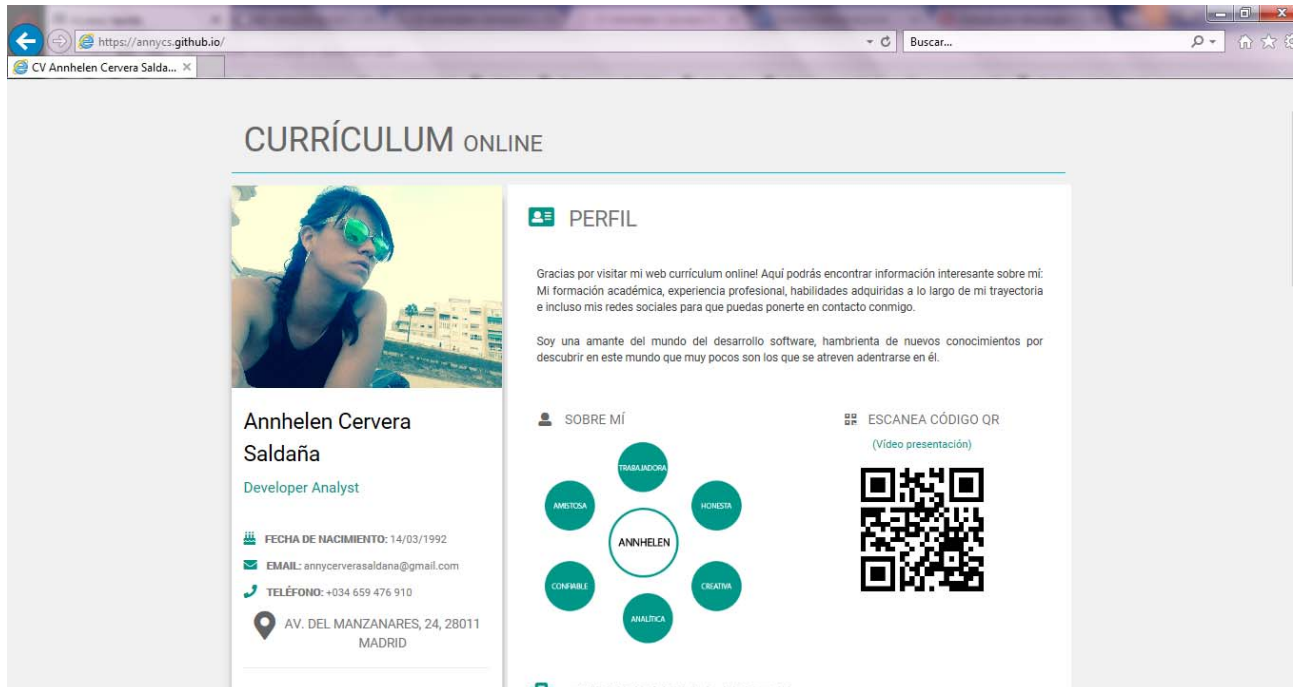 https://annycs.github.io/
Buscar...
CV Annhelen Cervera Salda...
CURRÍCULUM ONLINE
PERFIL
Gracias por visitar mi web currículum online! Aquí podrás encontrar información interesante sobre mí:
Mi formación académica, experiencia profesional, habilidades adquiridas a lo largo de mi trayectoria
e incluso mis redes sociales para que puedas ponerte en contacto conmigo.
Soy una amante del mundo del desarrollo software, hambrienta de nuevos conocimientos por
descubrir en este mundo que muy pocos son los que se atreven adentrarse en él.
Annhelen Cervera
Saldaña
Developer Analyst
FECHA DE NACIMIENTO: 14/03/1992
EMAIL: annycerverasaldana@gmail.com
TELÉFONO: +034 659 476 910
AV. DEL MANZANARES, 24, 28011
MADRID
SOBRE MÍ
TRABAJADORA
AMISTOSA
HONESTA
ANNHELEN
CONFIABLE
CREATIVA
ANALÍTICA
ESCANEA CÓDIGO QR
(Vídeo presentación)